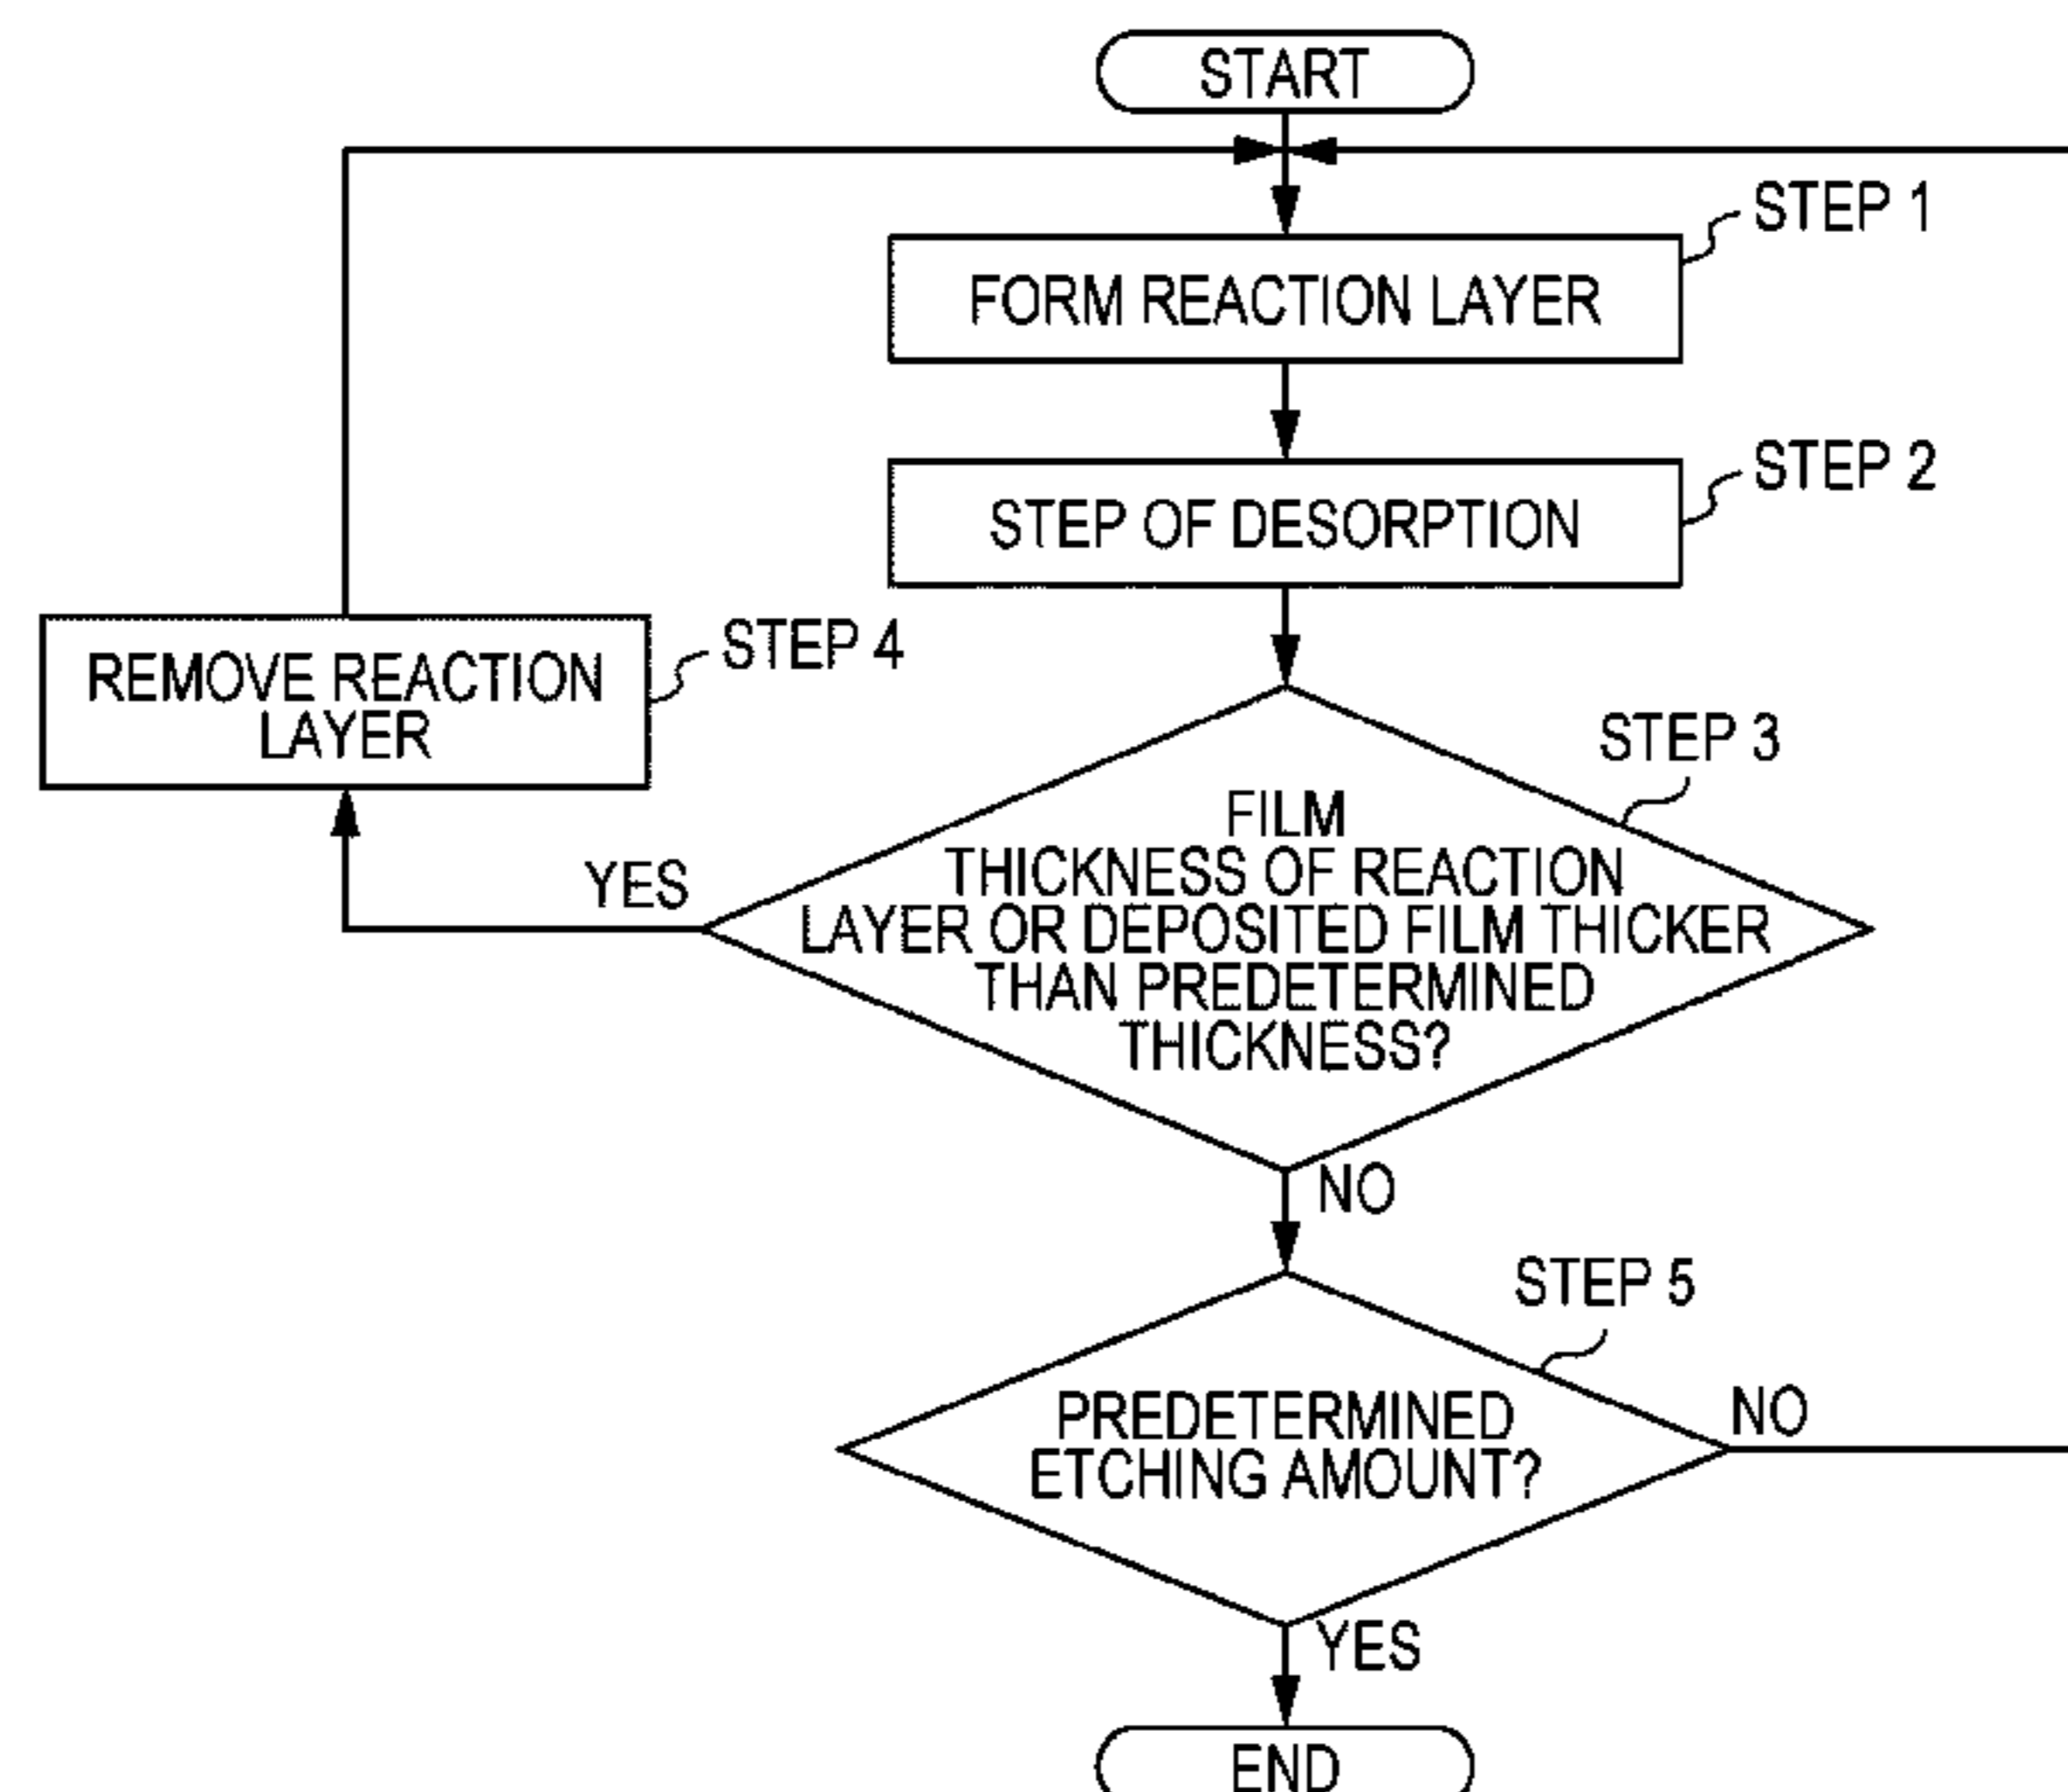 START
STEP 1
FORM REACTION LAYER
STEP 2
STEP OF DESORPTION
STEP 4
REMOVE REACTION
LAYER
STEP 3
FILM
THICKNESS OF REACTION
LAYER OR DEPOSITED FILM THICKER
THAN PREDETERMINED
THICKNESS?
YES
NO
STEP 5
PREDETERMINED
ETCHING AMOUNT?
NO
YES
END